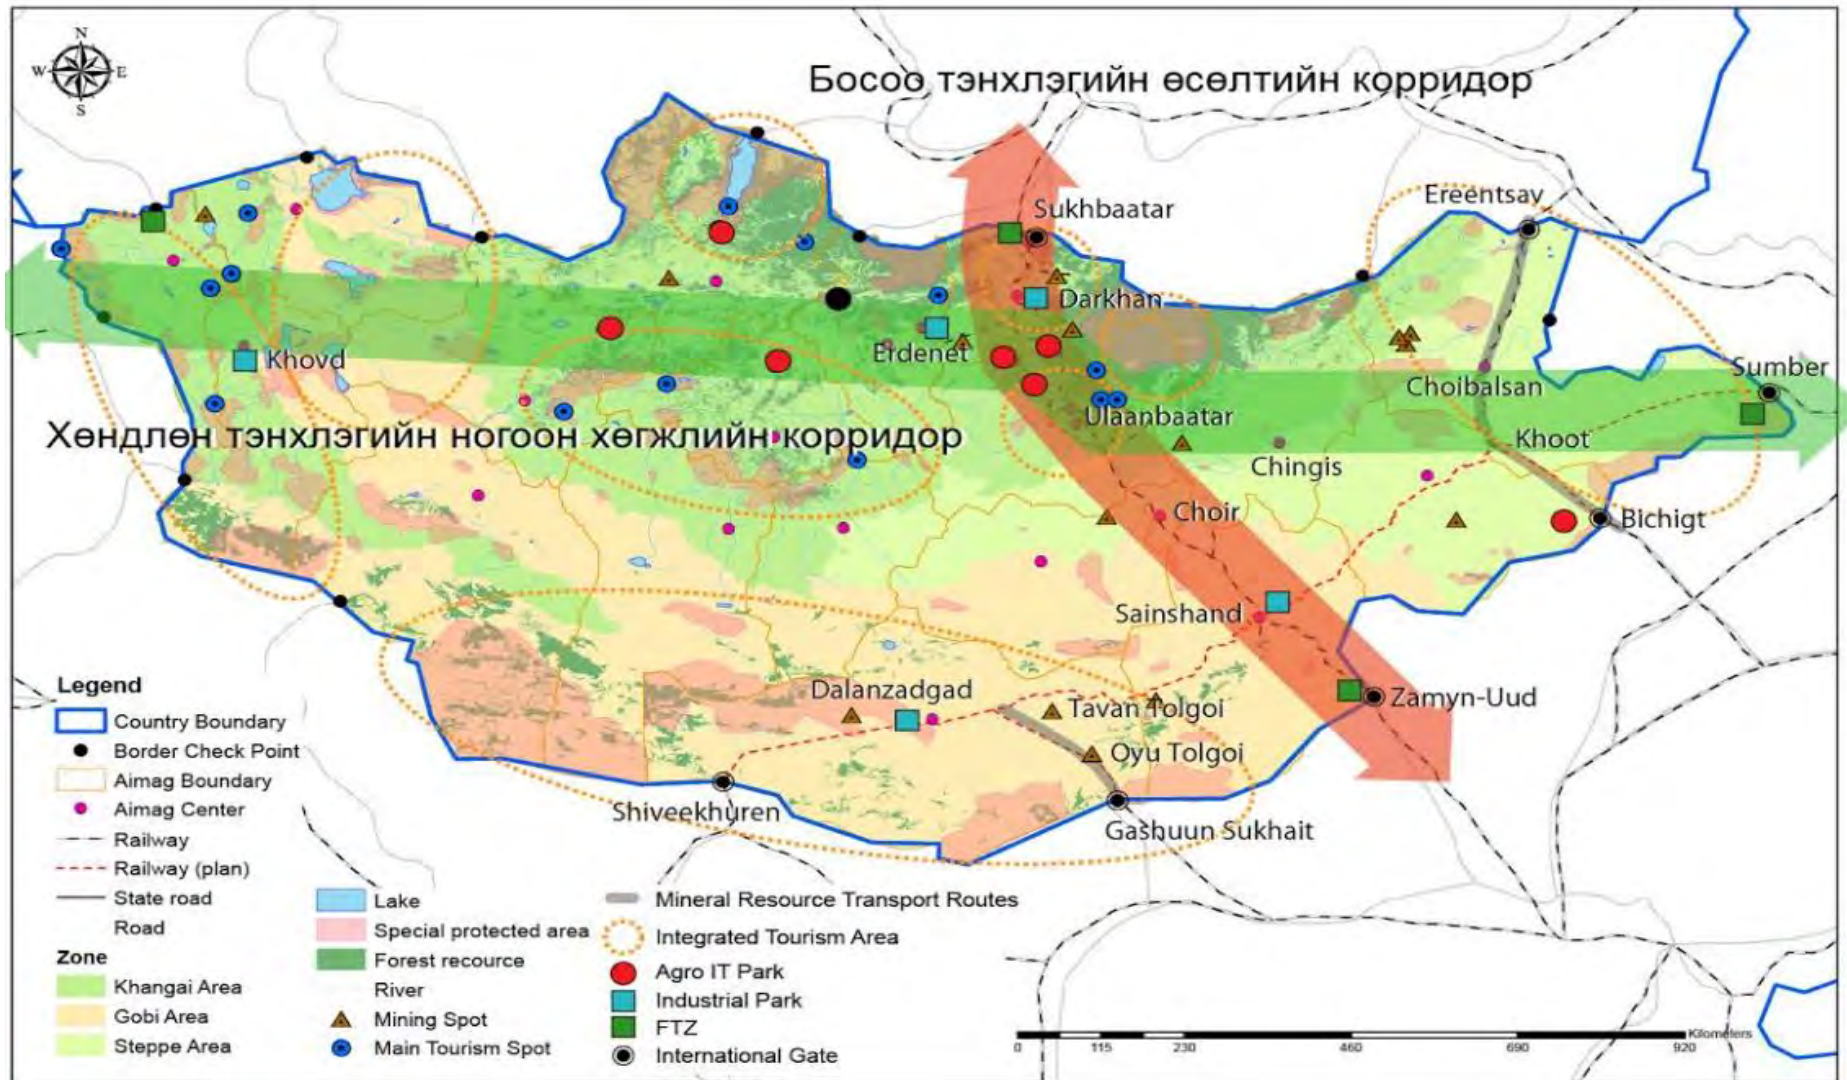 N
W E
S
Босоо тэнхлэгийн өсөлтийн корридор
Ereentsav
Sukhbaatar
Darkhan
Sumber
Khovd
Erdenet
Choibalsan
Ulaanbaatar
Хөндлөн тэнхлэгийн ногоон хөгжлийн корридор
Khoot
Chingis
Choir
Bichigt
Sainshand
Dalanzadgad
Tavan Tolgoi
Zamyn-Uud
Oyu Tolgoi
Shiveekhuren
Gashuun Sukhait
Legend
Country Boundary
Border Check Point
Aimag Boundary
Aimag Center
Railway
Railway (plan)
State road
Road
Zone
Khangai Area
Gobi Area
Steppe Area
Lake
Special protected area
Forest recource
River
Mining Spot
Main Tourism Spot
Mineral Resource Transport Routes
Integrated Tourism Area
Agro IT Park
Industrial Park
FTZ
International Gate
Kilometers
0 115 230 460 690 920